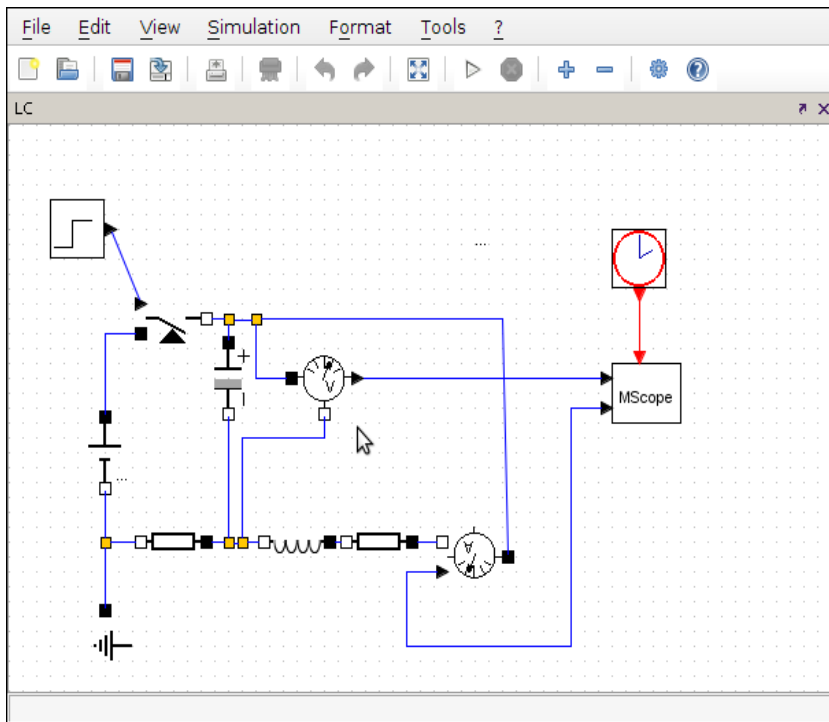 File Edit View Simulation Format Tools ?
LC
....
+
V
MScope
...
A